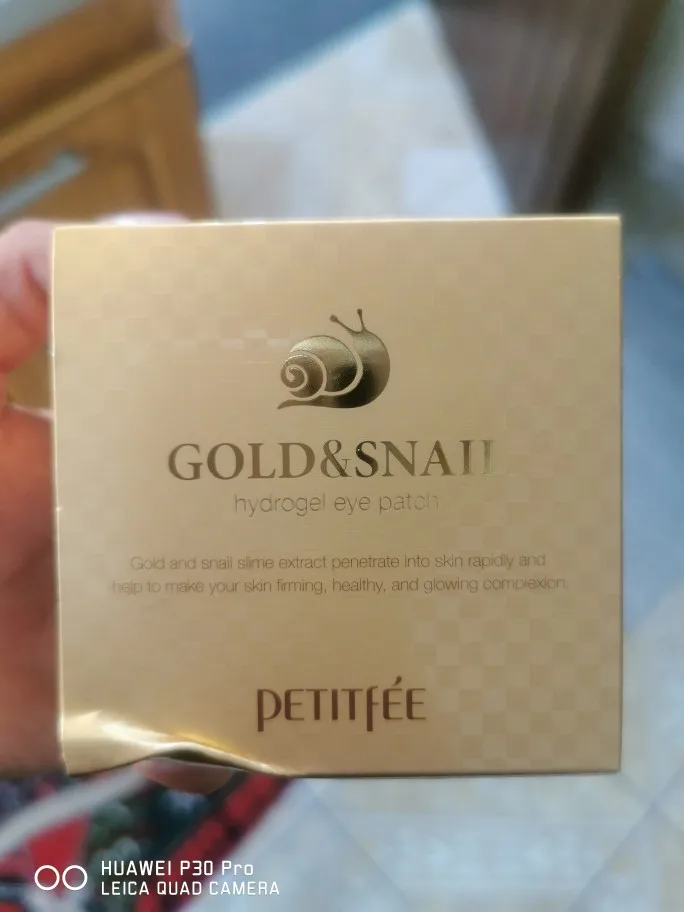 GOLD&SNAIL
hydrogel eye patch
Gold and snail slime extract penetrate into skin rapidly and
help to make your skin firming, healthy, and glowing complexion.
PETITFÉE
HUAWEI P30 Pro
LEICA QUAD CAMERA